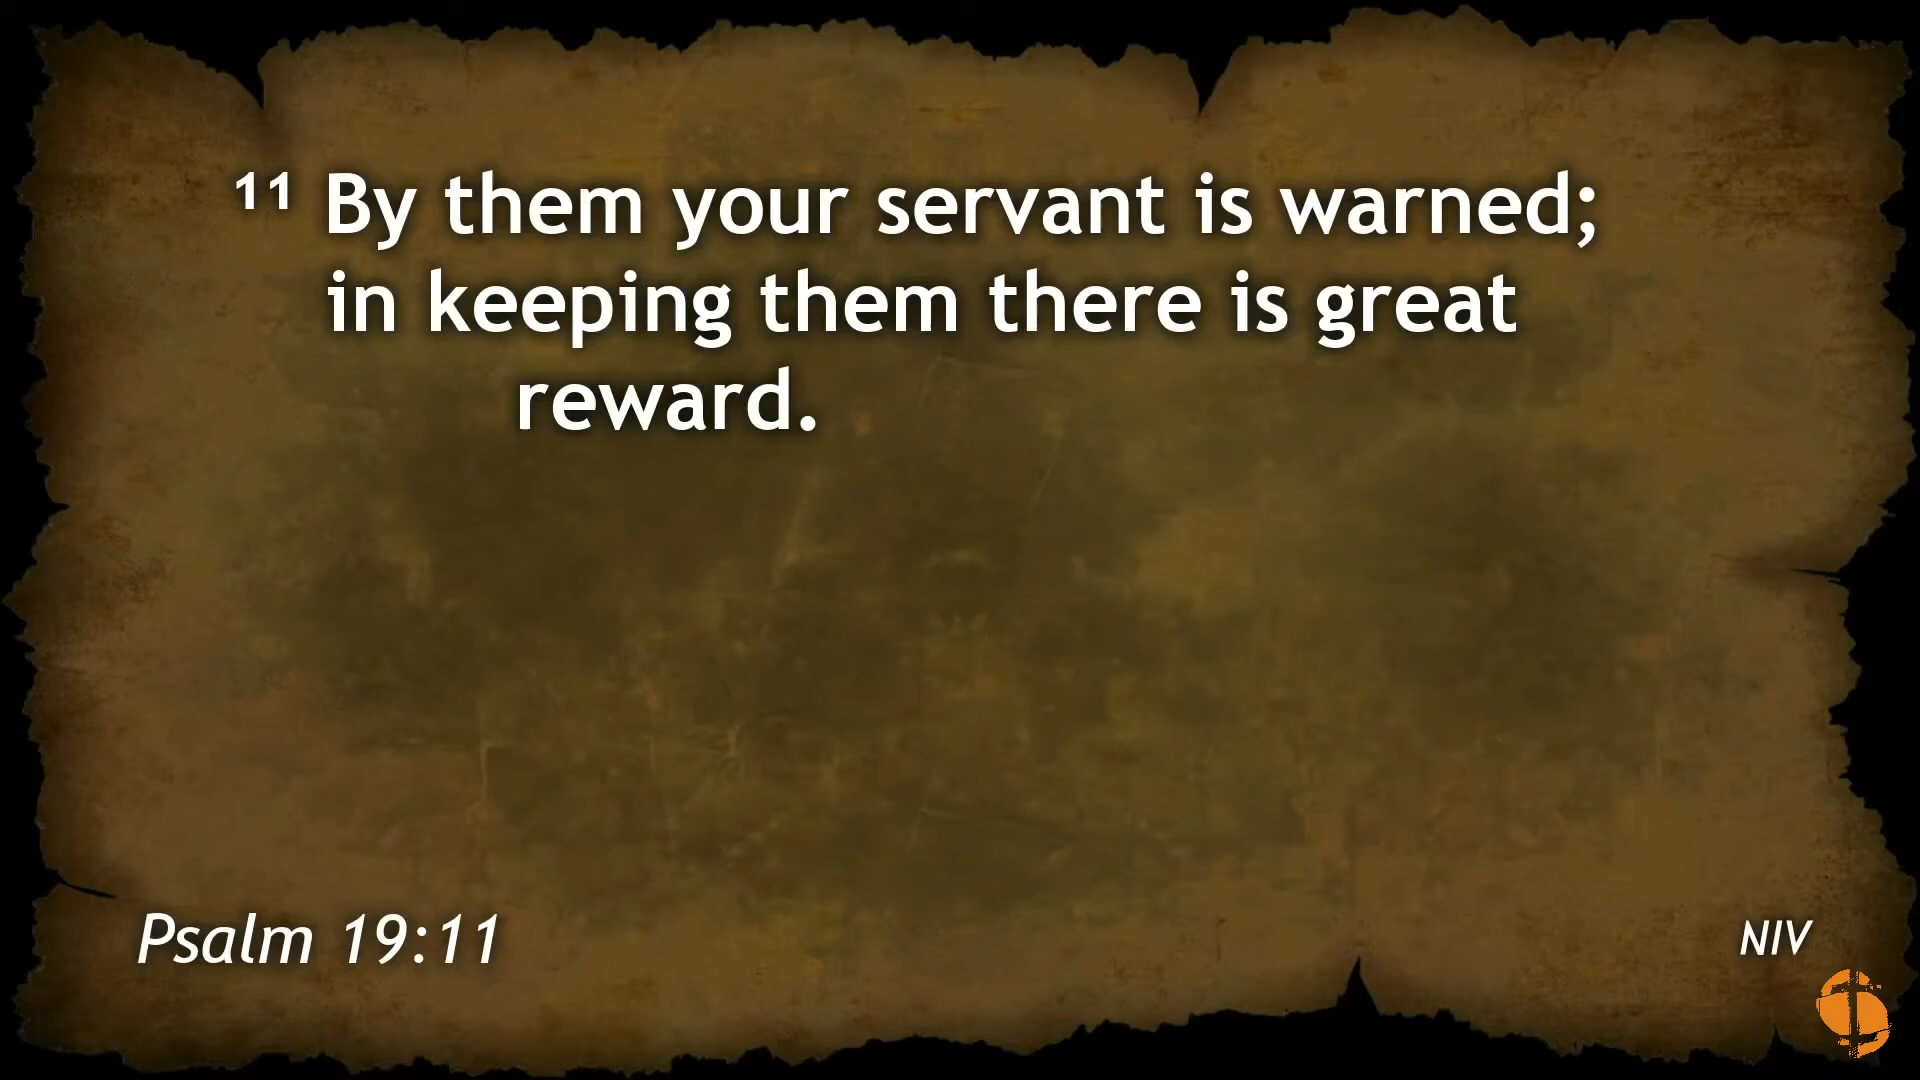 ¹¹ By them your servant is warned;
in keeping them there is great
reward.
Psalm 19:11
NIV